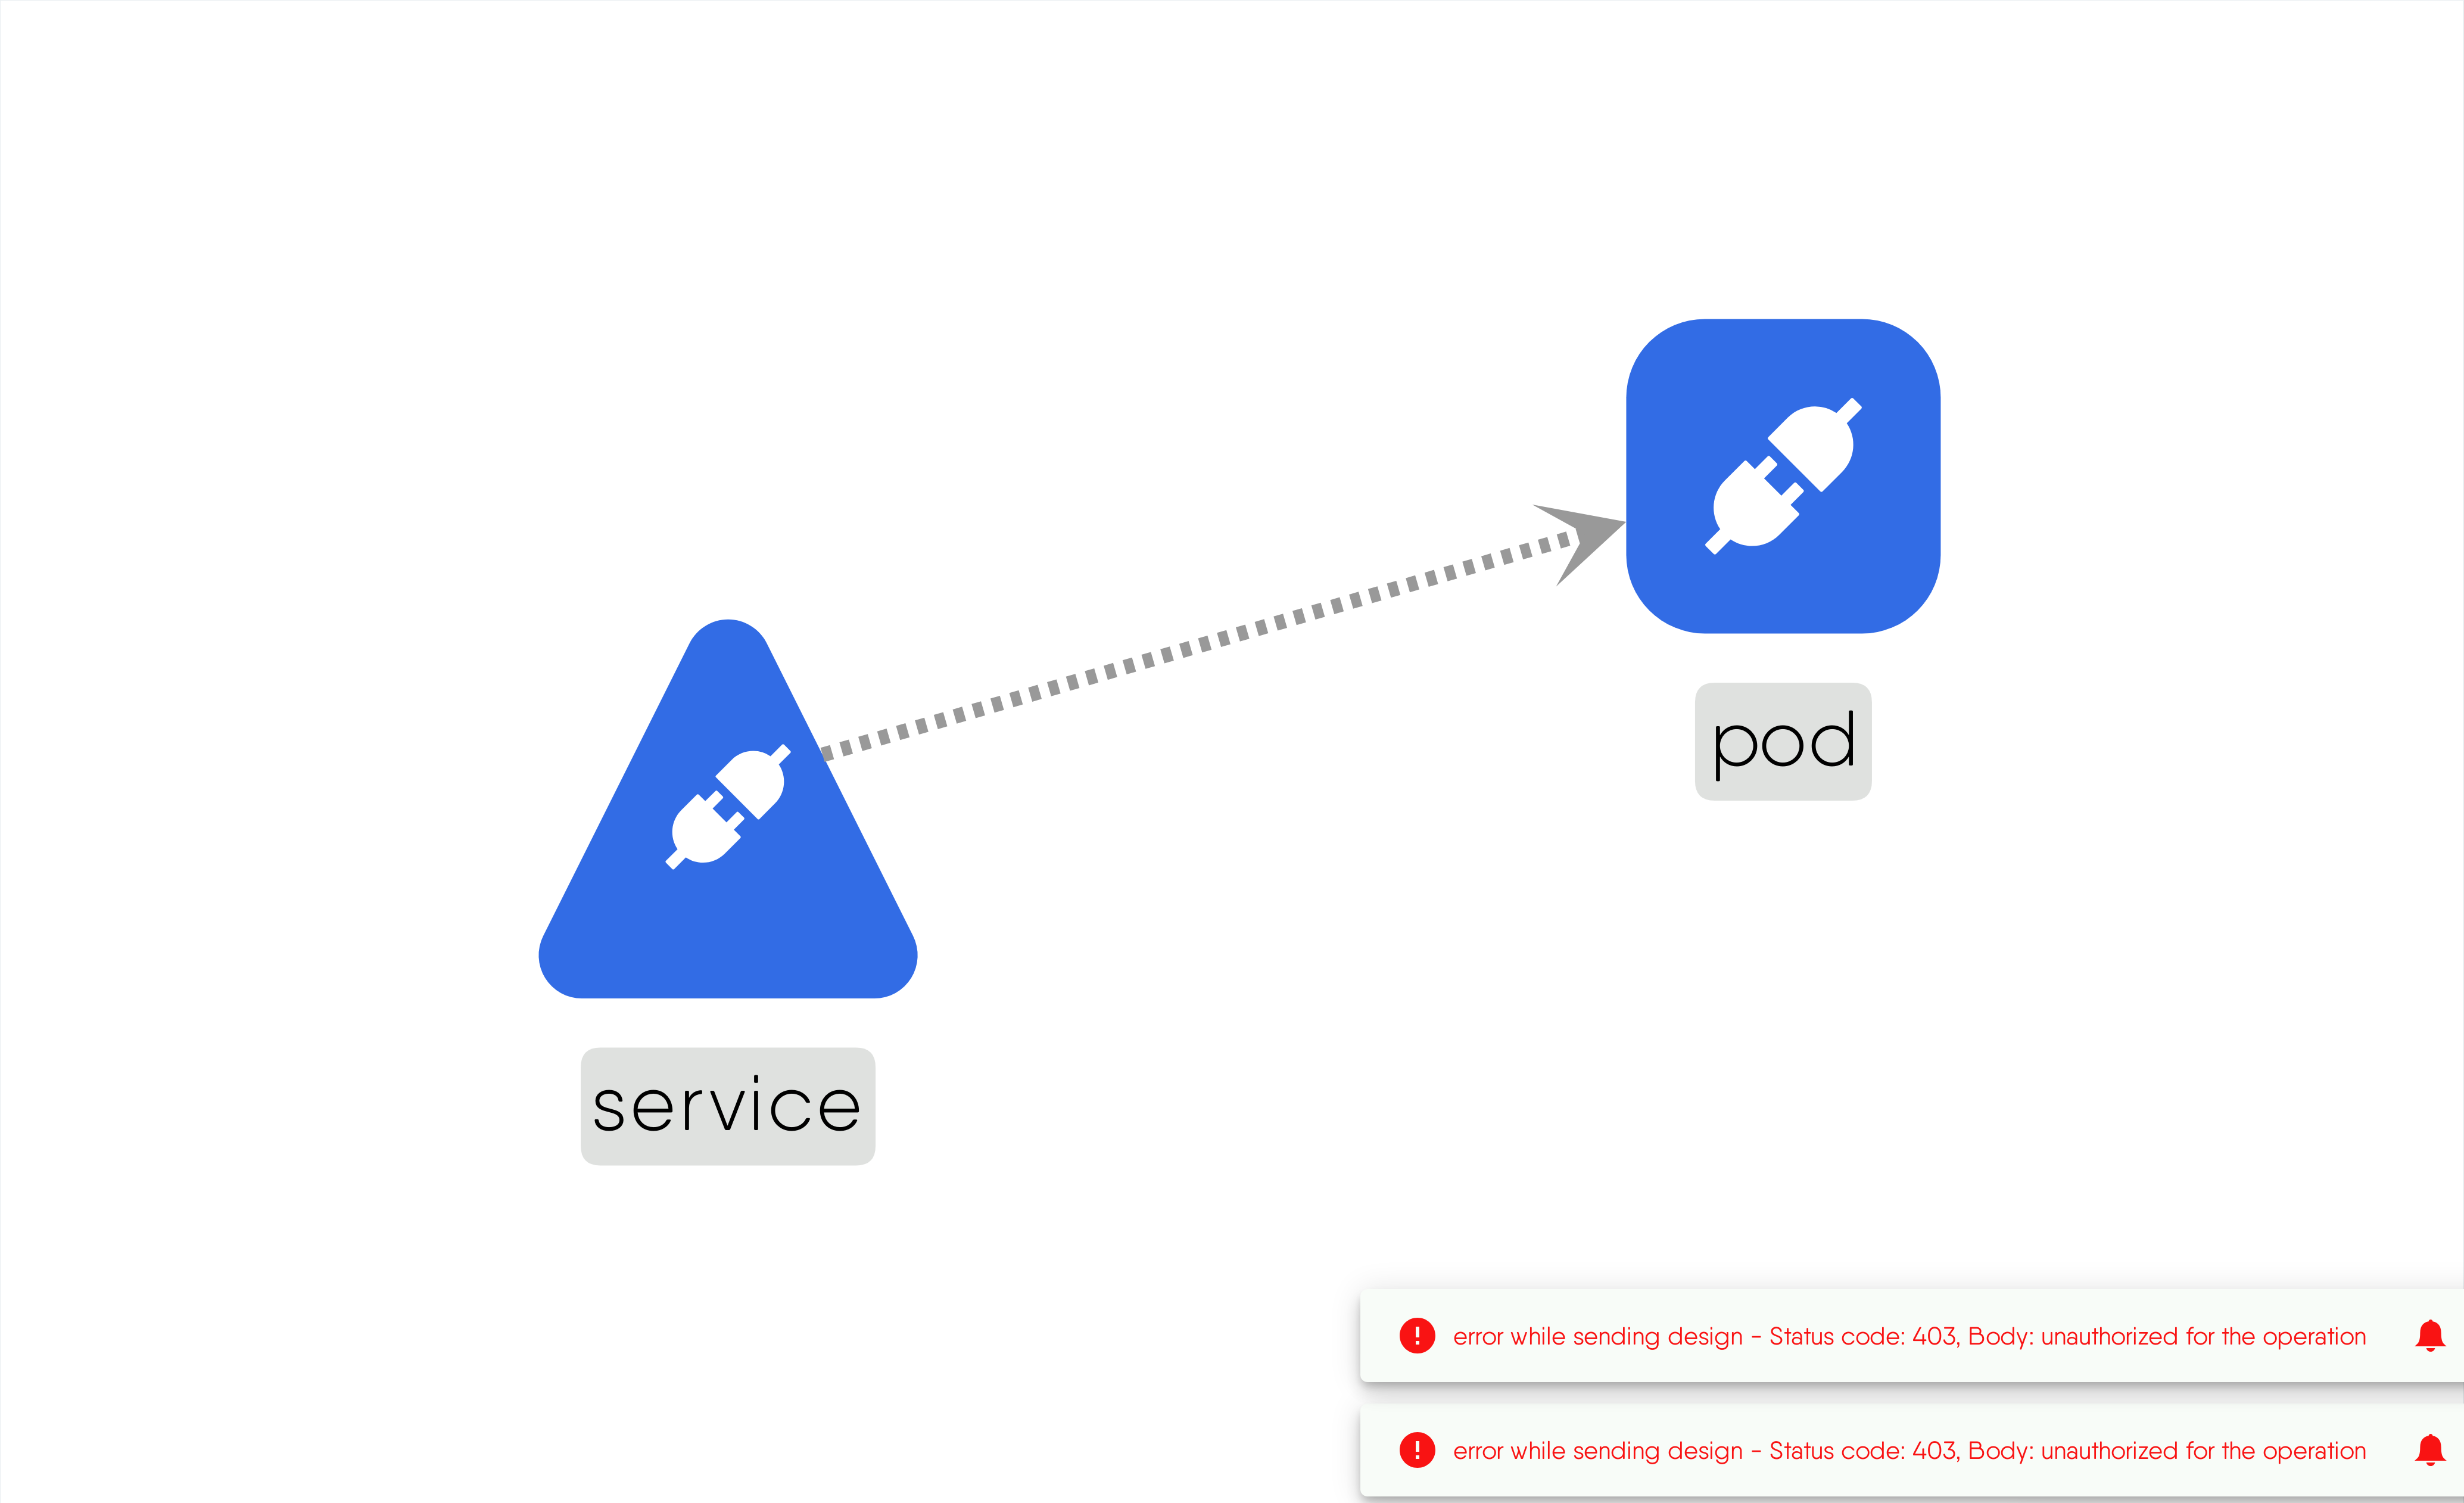 pod
service
error while sending design - Status code: 403, Body: unauthorized for the operation
error while sending design - Status code: 403, Body: unauthorized for the operation